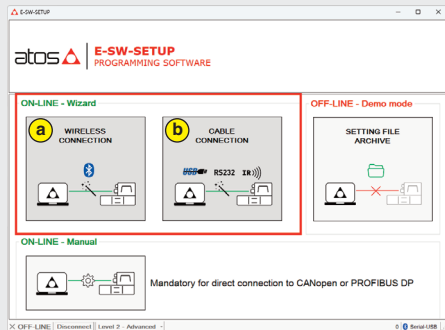 E-SW-SETUP
atos
E-SW-SETUP
PROGRAMMING SOFTWARE
ON-LINE - Wizard
OFF-LINE - Demo mode
a
WIRELESS
CONNECTION
b
CABLE
CONNECTION
USB RS232 IR
SETTING FILE
ARCHIVE
ON-LINE - Manual
Mandatory for direct connection to CANopen or PROFIBUS DP
OFF-LINE Disconnect Level 2 - Advanced 0 Serial-USB